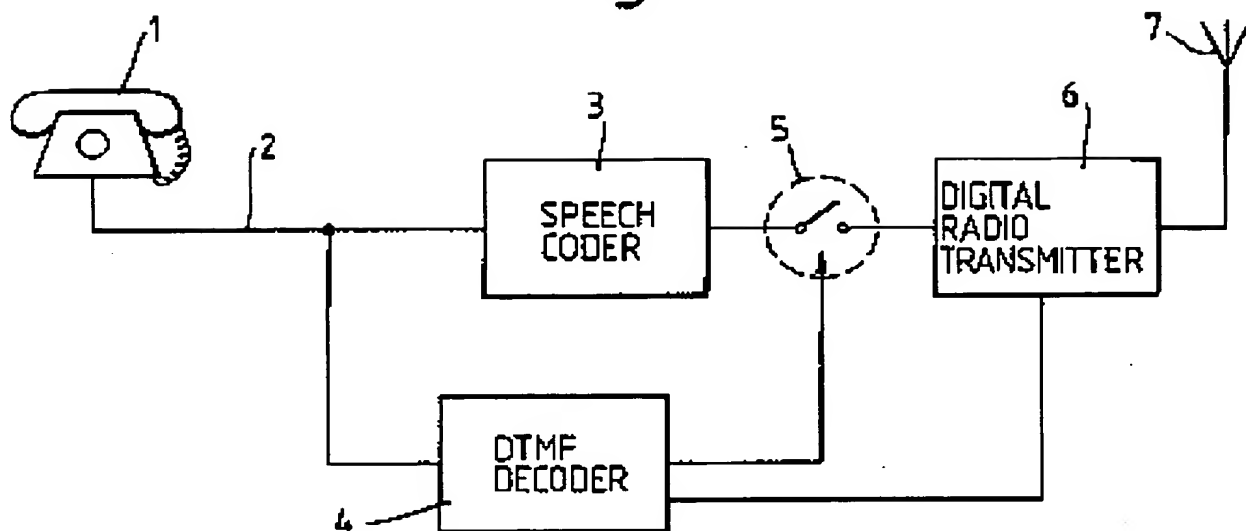 1
7
3
6
2
5
SPEECH
CODER
DIGITAL
RADIO
TRANSMITTER
DTMF
DECODER
4